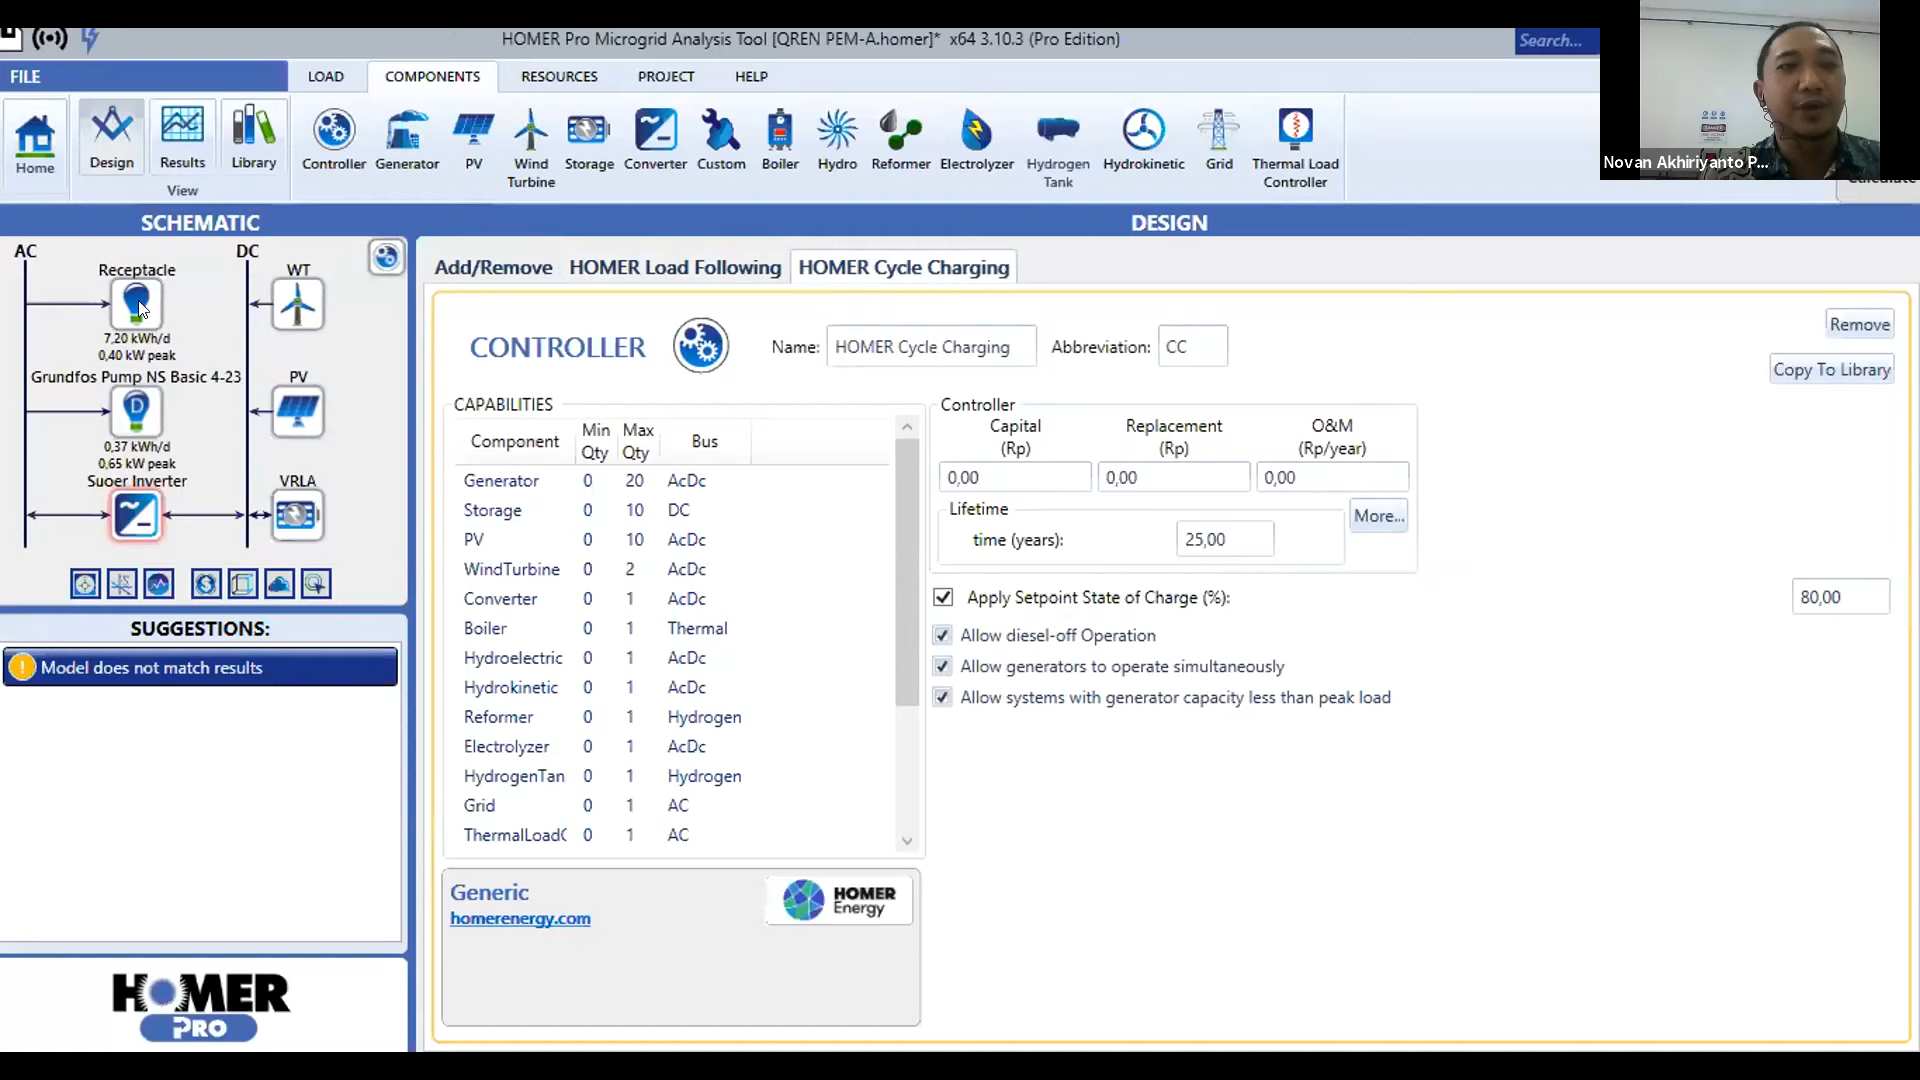 HOMER Pro Microgrid Analysis Tool [QREN PEM-A.homer]* x64 3.10.3 (Pro Edition)
Search...
FILE
LOAD
COMPONENTS
RESOURCES
PROJECT
HELP
Home
Design
Results
Library
View
Controller
Generator
PV
Wind
Turbine
Storage
Converter
Custom
Boiler
Hydro
Reformer
Electrolyzer
Hydrogen
Tank
Hydrokinetic
Grid
Thermal Load
Controller
Novan Akhiriyanto P...
Calculate
SCHEMATIC
DESIGN
AC
DC
Receptacle
WT
7,20 kWh/d
0,40 kW peak
Grundfos Pump NS Basic 4-23
PV
D
0,37 kWh/d
0,65 kW peak
Suoer Inverter
VRLA
SUGGESTIONS:
Model does not match results
HOMER
PRO
Add/Remove
HOMER Load Following
HOMER Cycle Charging
CONTROLLER
Name:
HOMER Cycle Charging
Abbreviation:
CC
Remove
Copy To Library
CAPABILITIES
Component Min Qty Max Qty Bus
Generator 0 20 AcDc
Storage 0 10 DC
PV 0 10 AcDc
WindTurbine 0 2 AcDc
Converter 0 1 AcDc
Boiler 0 1 Thermal
Hydroelectric 0 1 AcDc
Hydrokinetic 0 1 AcDc
Reformer 0 1 Hydrogen
Electrolyzer 0 1 AcDc
HydrogenTan 0 1 Hydrogen
Grid 0 1 AC
ThermalLoadC 0 1 AC
Controller
Capital (Rp) Replacement (Rp) O&M (Rp/year)
0,00 0,00 0,00
Lifetime
time (years): 25,00
More...
Apply Setpoint State of Charge (%): 80,00
Allow diesel-off Operation
Allow generators to operate simultaneously
Allow systems with generator capacity less than peak load
Generic
homerenergy.com
HOMER
Energy